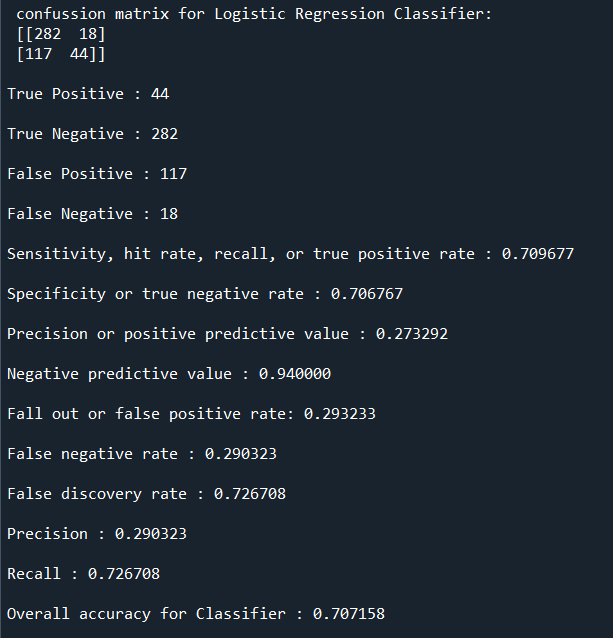 confussion matrix for Logistic Regression Classifier:
[[282 18]
[117 44]]
True Positive : 44
True Negative : 282
False Positive : 117
False Negative : 18
Sensitivity, hit rate, recall, or true positive rate : 0.709677
Specificity or true negative rate : 0.706767
Precision or positive predictive value : 0.273292
Negative predictive value : 0.940000
Fall out or false positive rate: 0.293233
False negative rate : 0.290323
False discovery rate : 0.726708
Precision : 0.290323
Recall : 0.726708
Overall accuracy for Classifier : 0.707158